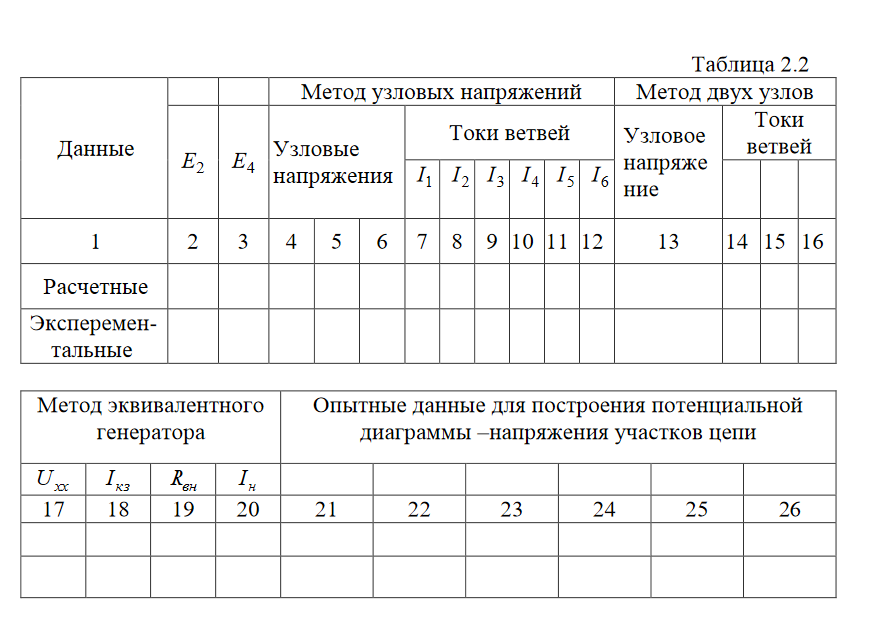 Таблица 2.2
Метод узловых напряжений Метод двух узлов
Данные
E2 E4
Узловые
напряжения
Токи ветвей
Узловое
напряже
ние
Токи
ветвей
I1 I2 I3 I4 I5 I6
1 2 3 4 5 6 7 8 9 10 11 12 13 14 15 16
Расчетные
Эксперемен-
тальные
Метод эквивалентного
генератора
Опытные данные для построения потенциальной
диаграммы –напряжения участков цепи
Uхх Iкз Rвн Iн
17 18 19 20 21 22 23 24 25 26